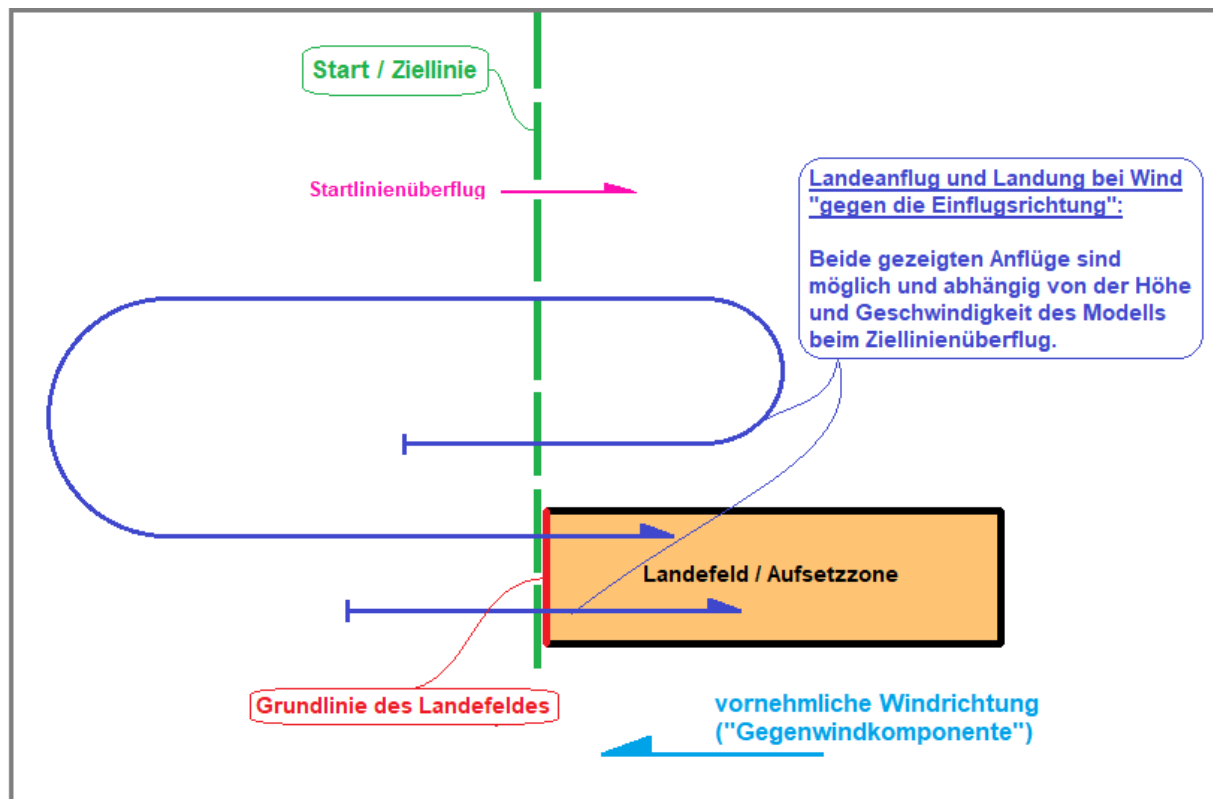 Start / Ziellinie
Startlinienüberflug
Landeanflug und Landung bei Wind
"gegen die Einflugsrichtung":
Beide gezeigten Anflüge sind
möglich und abhängig von der Höhe
und Geschwindigkeit des Modells
beim Ziellinienüberflug.
Landefeld / Aufsetzzone
Grundlinie des Landefeldes
vornehmliche Windrichtung
("Gegenwindkomponente")